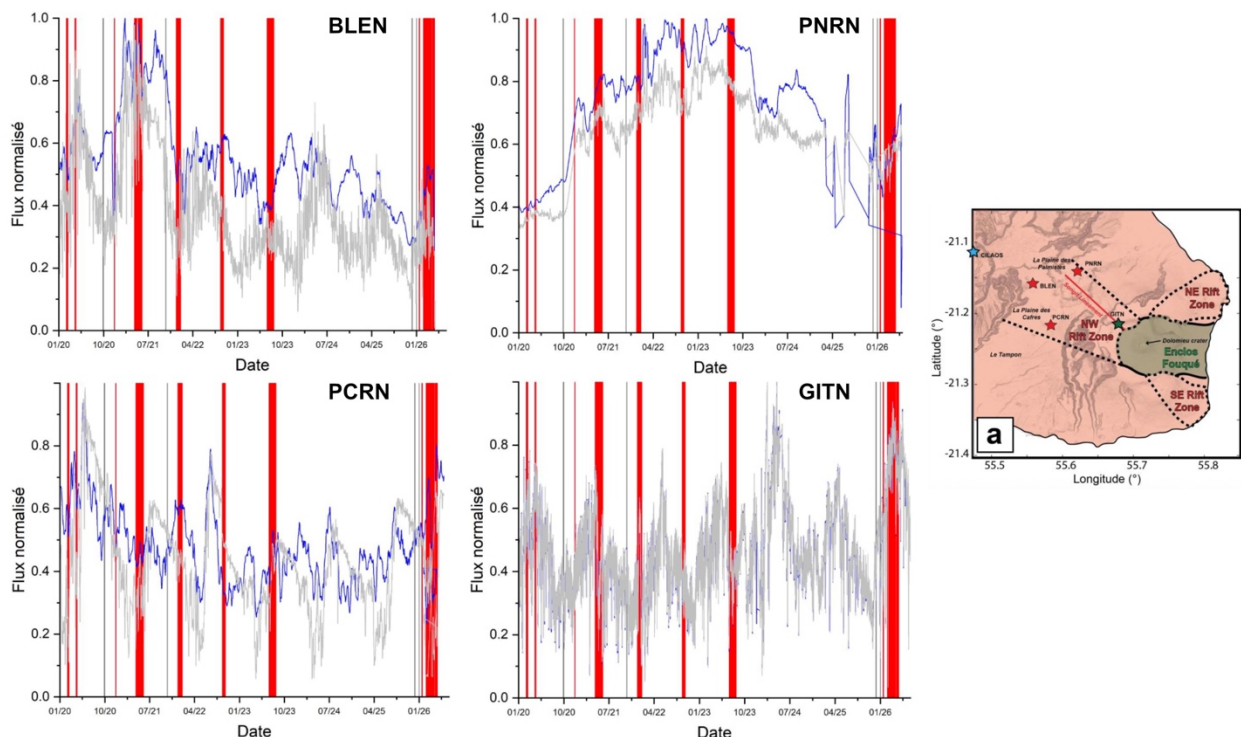 BLEN
Flux normalisé
1.0
0.8
0.6
0.4
0.2
0.0
01/20 10/20 07/21 04/22 01/23 10/23 07/24 04/25 01/26
Date
PNRN
Flux normalisé
1.0
0.8
0.6
0.4
0.2
0.0
01/20 10/20 07/21 04/22 01/23 10/23 07/24 04/25 01/26
Date
PCRN
Flux normalisé
0.8
0.6
0.4
0.2
0.0
01/20 10/20 07/21 04/22 01/23 10/23 07/24 04/25 01/26
Date
GITN
Flux normalisé
0.8
0.6
0.4
0.2
0.0
01/20 10/20 07/21 04/22 01/23 10/23 07/24 04/25 01/26
Date
Latitude (°)
-21.1
-21.2
-21.3
-21.4
CILAOS
La Plaine des
Palmistes
PNRN
BLEN
NE Rift
Zone
La Plaine des
Cafres
PCRN
GITN
NW
Rift Zone
Dolomieu crater
Enclos
Fouqué
Le Tampon
SE Rift
Zone
a
55.5 55.6 55.7 55.8
Longitude (°)